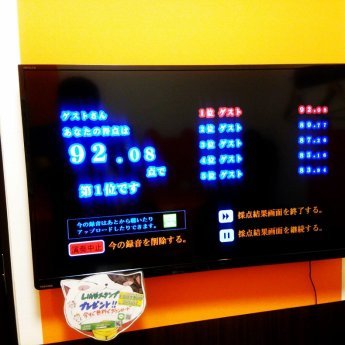 ゲストさん
あなたの得点は
92.08
点で
第1位です
1位 ゲスト 92.08
2位 ゲスト 89.77
3位 ゲスト 87.20
4位 ゲスト 85.16
5位 ゲスト 83.04
今の録音はあとから聴いたり
アップロードしたりできます。
演奏中止 今の録音を削除する。
採点結果画面を終了する。
採点結果画面を継続する。
LINEスタンプ
プレゼント!!